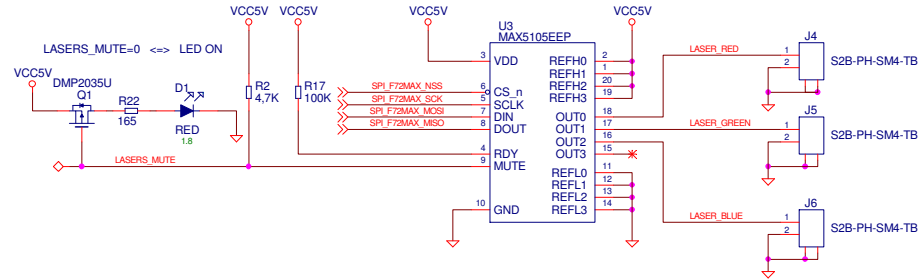 VCC5V VCC5V VCC5V VCC5V
U3
MAX5105EEP
LASERS_MUTE=0 <=> LED ON
VCC5V
DMP2035U
Q1
R22
165
D1
RED
1.8
R2
4,7K
R17
100K
LASERS_MUTE
SPI_F72MAX_NSS
SPI_F72MAX_SCK
SPI_F72MAX_MOSI
SPI_F72MAX_MISO
3 VDD
6 CS_n
5 SCLK
7 DIN
8 DOUT
4 RDY
9 MUTE
10 GND
REFH0 2
REFH1 1
REFH2 20
REFH3 19
OUT0 18
OUT1 17
OUT2 16
OUT3 15
REFL0 11
REFL1 12
REFL2 13
REFL3 14
LASER_RED
LASER_GREEN
LASER_BLUE
J4
1
2
S2B-PH-SM4-TB
J5
1
2
S2B-PH-SM4-TB
J6
1
2
S2B-PH-SM4-TB